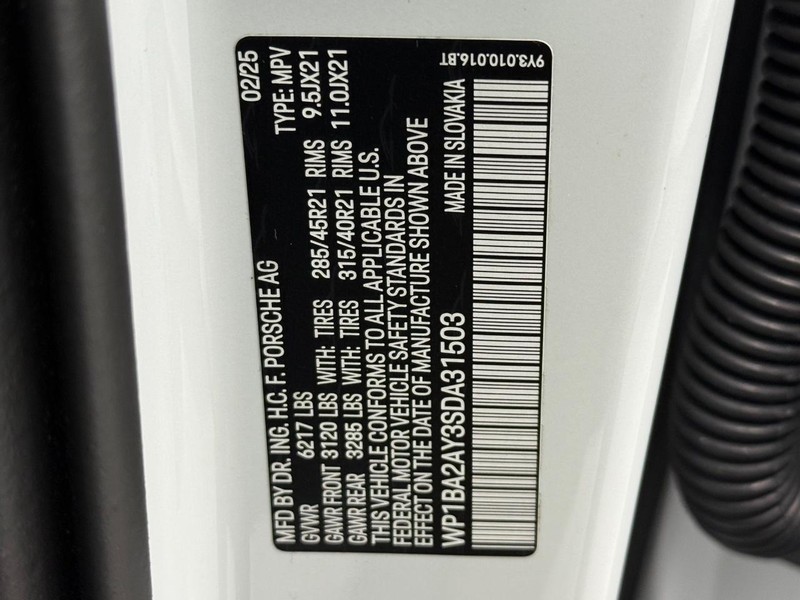 MFD BY DR. ING. H.C. F. PORSCHE AG 02/25
GVWR 6217 LBS TYPE: MPV
GAWR FRONT 3120 LBS WITH: TIRES 285/45R21 RIMS 9.5JX21
GAWR REAR 3285 LBS WITH: TIRES 315/40R21 RIMS 11.0JX21
THIS VEHICLE CONFORMS TO ALL APPLICABLE U.S.
FEDERAL MOTOR VEHICLE SAFETY STANDARDS IN
EFFECT ON THE DATE OF MANUFACTURE SHOWN ABOVE
WP1BA2AY3SDA31503 MADE IN SLOVAKIA
9Y3.010.016.BT